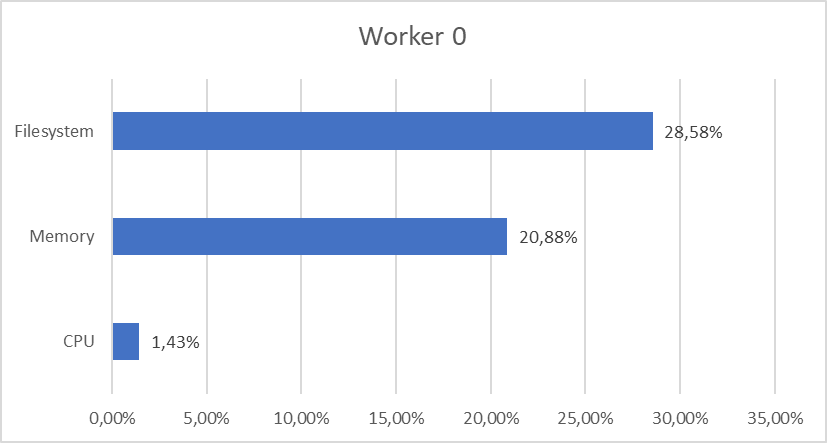 Worker 0
Filesystem
28,58%
Memory
20,88%
CPU
1,43%
0,00% 5,00% 10,00% 15,00% 20,00% 25,00% 30,00% 35,00%